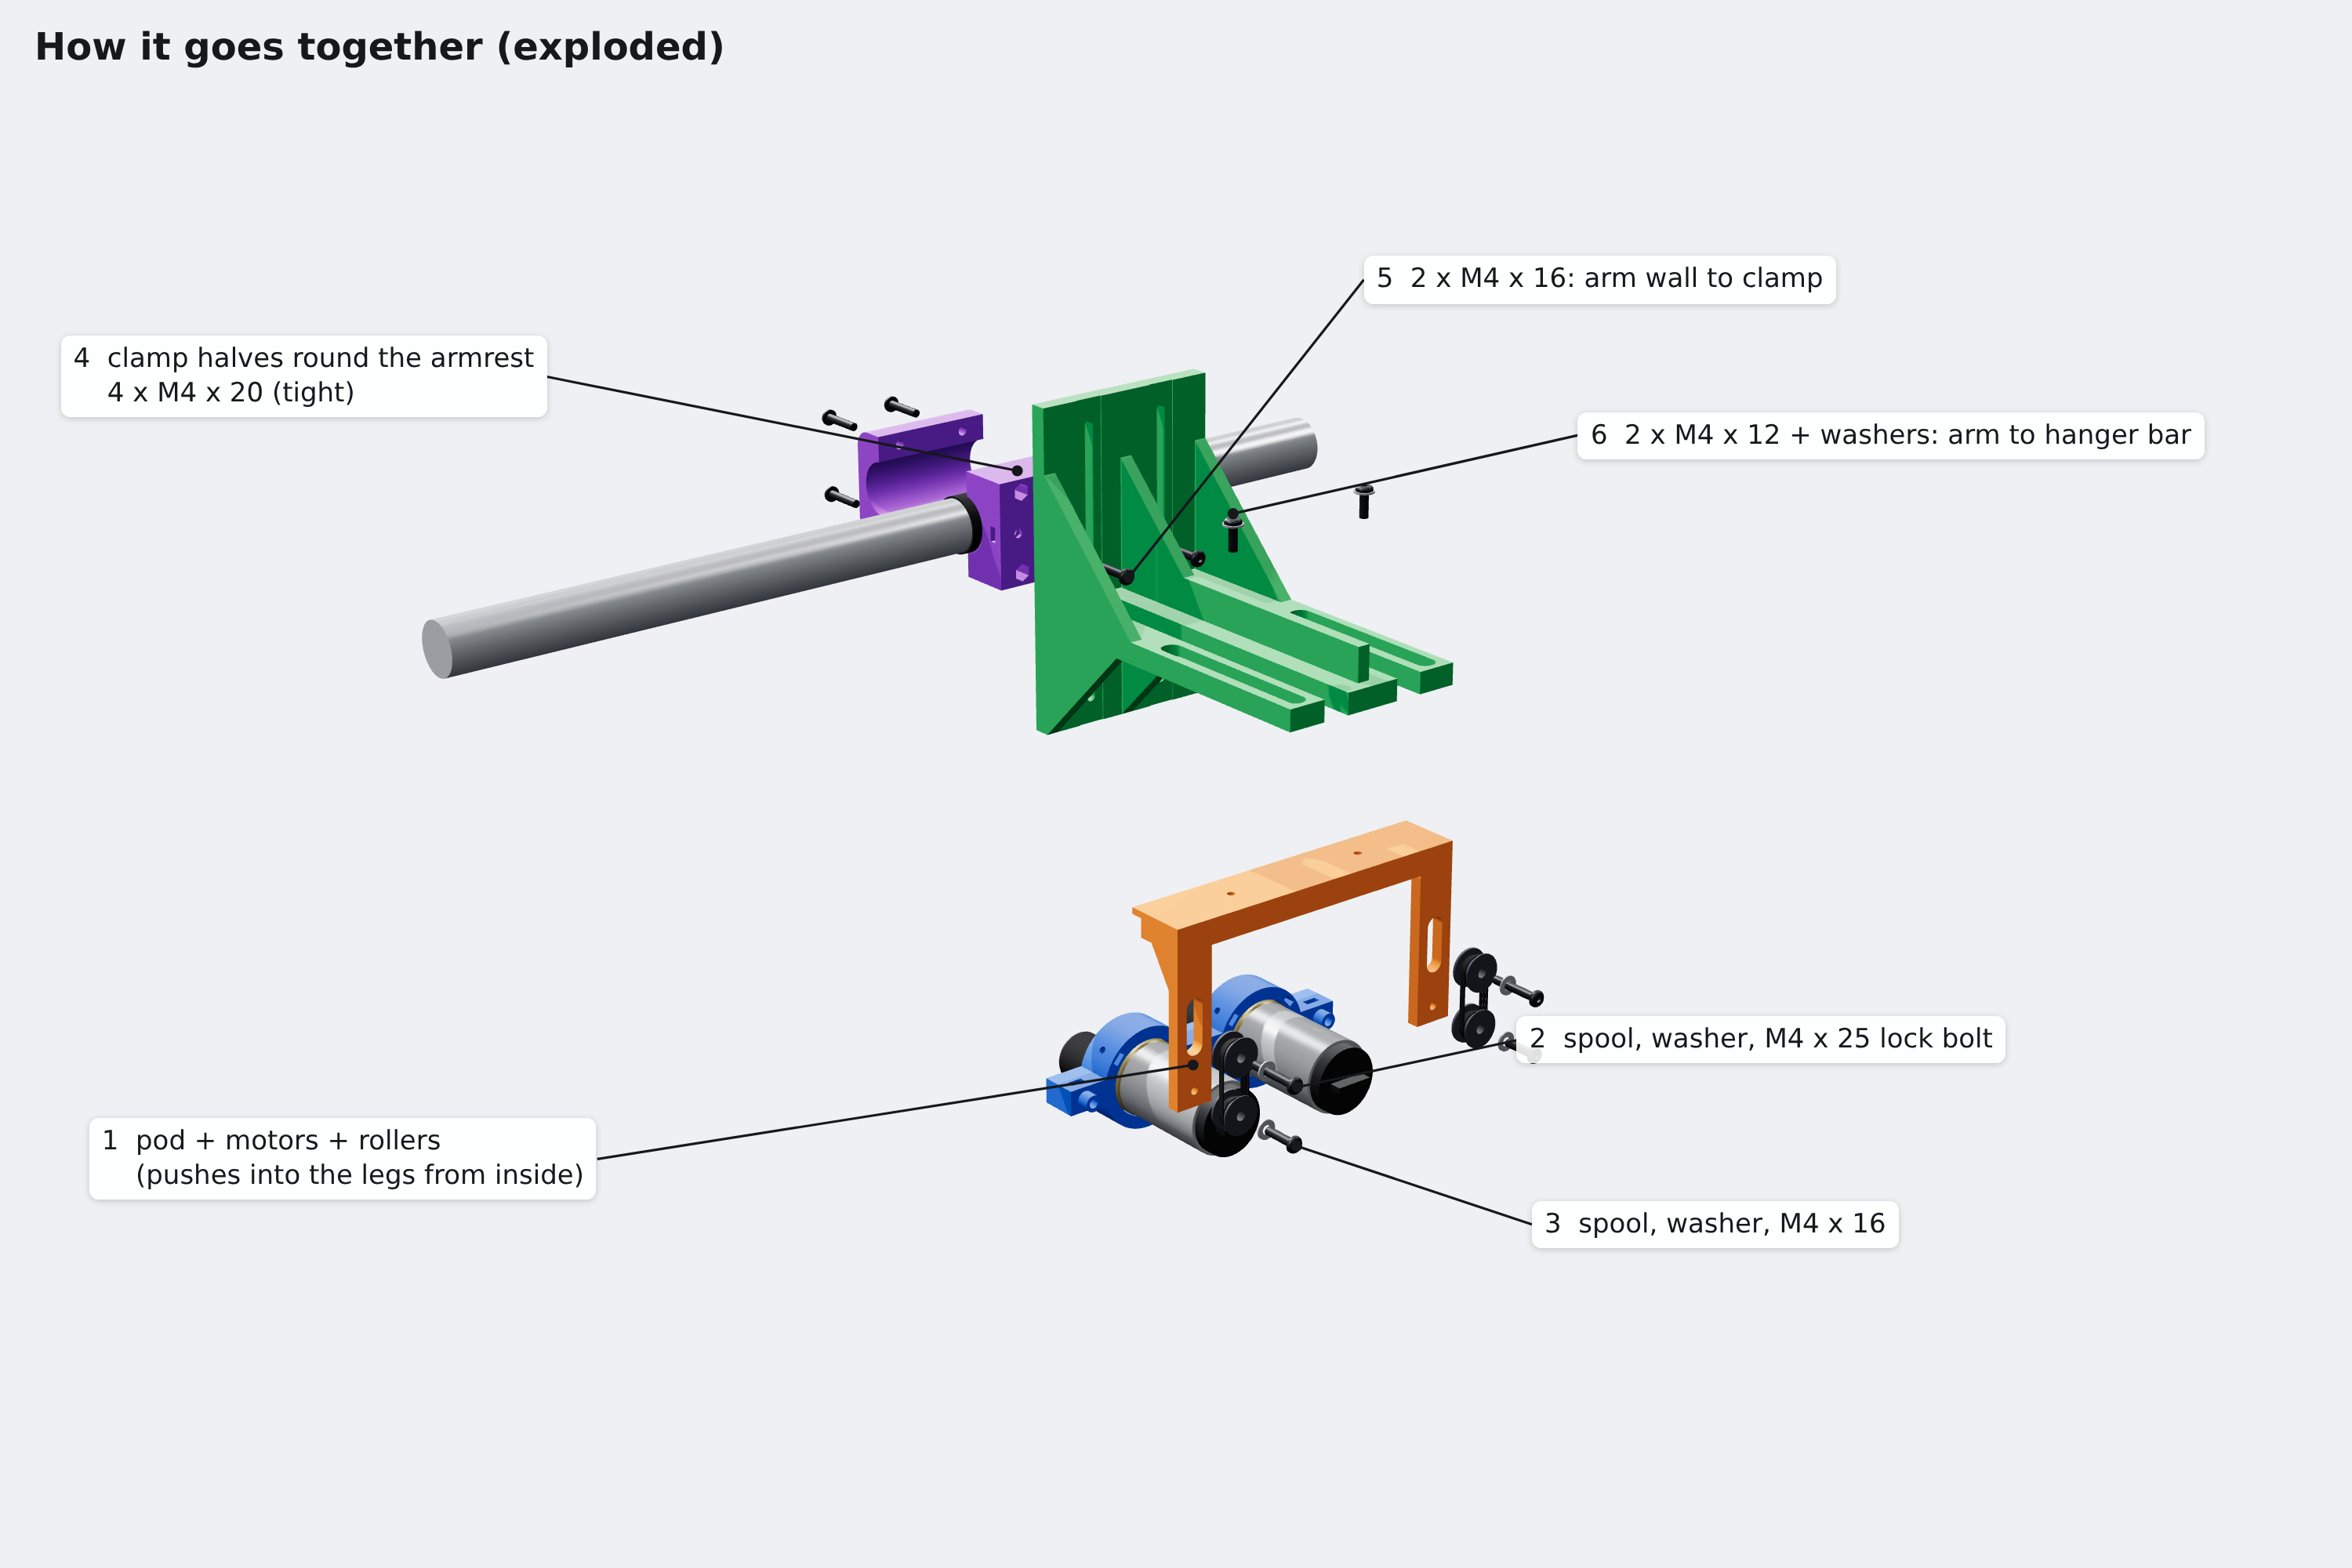 How it goes together (exploded)
5 2 x M4 x 16: arm wall to clamp
4 clamp halves round the armrest
4 x M4 x 20 (tight)
6 2 x M4 x 12 + washers: arm to hanger bar
2 spool, washer, M4 x 25 lock bolt
1 pod + motors + rollers
(pushes into the legs from inside)
3 spool, washer, M4 x 16